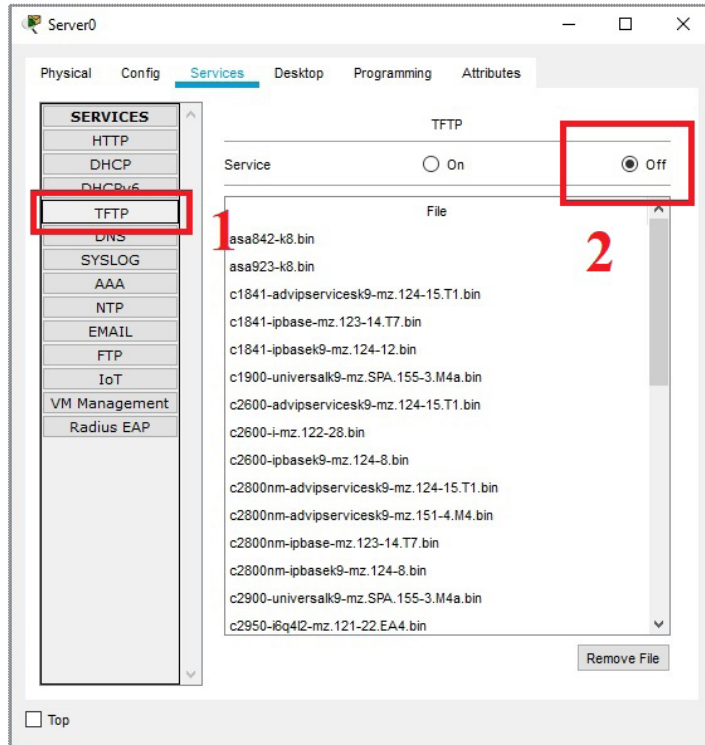 Server0
Physical Config Services Desktop Programming Attributes
SERVICES
HTTP
DHCP
DHCPv6
TFTP
DNS
SYSLOG
AAA
NTP
EMAIL
FTP
IoT
VM Management
Radius EAP
1
TFTP
Service On Off
2
File
asa842-k8.bin
asa923-k8.bin
c1841-advipservicesk9-mz.124-15.T1.bin
c1841-ipbase-mz.123-14.T7.bin
c1841-ipbasek9-mz.124-12.bin
c1900-universalk9-mz.SPA.155-3.M4a.bin
c2600-advipservicesk9-mz.124-15.T1.bin
c2600-i-mz.122-28.bin
c2600-ipbasek9-mz.124-8.bin
c2800nm-advipservicesk9-mz.124-15.T1.bin
c2800nm-advipservicesk9-mz.151-4.M4.bin
c2800nm-ipbase-mz.123-14.T7.bin
c2800nm-ipbasek9-mz.124-8.bin
c2900-universalk9-mz.SPA.155-3.M4a.bin
c2950-i6q4l2-mz.121-22.EA4.bin
Remove File
Top